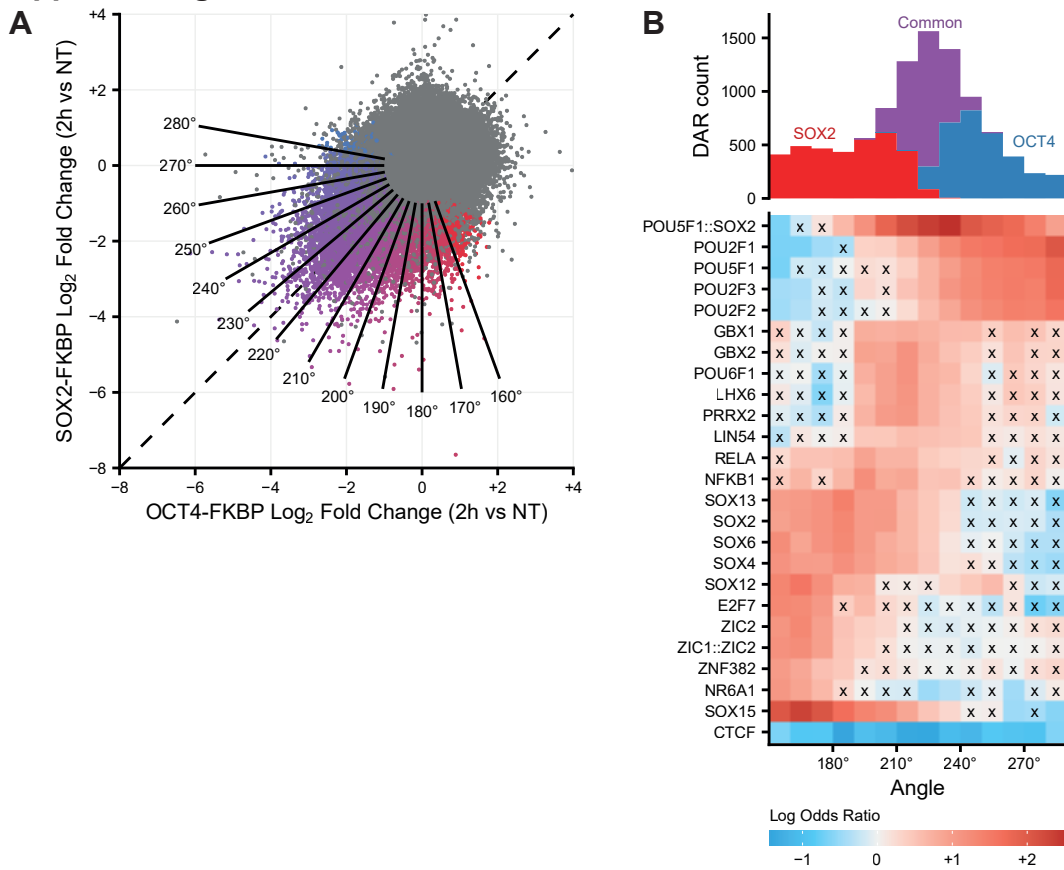 A
SOX2-FKBP Log2 Fold Change (2h vs NT)
+4
+2
0
−2
−4
−6
−8
280°
270°
260°
250°
240°
230°
220°
210°
200°
190°
180°
170°
160°
−8
−6
−4
−2
0
+2
+4
OCT4-FKBP Log2 Fold Change (2h vs NT)
B
DAR count
1500
1000
500
0
Common
SOX2
OCT4
POU5F1::SOX2 x x
POU2F1 x
POU5F1 x x x x x
POU2F3 x x x
POU2F2 x x x x
GBX1 x x x x x x x
GBX2 x x x x x x x
POU6F1 x x x x x x x x
LHX6 x x x x x x x
PRRX2 x x x x x x x x
LIN54 x x x x x x x x
RELA x x x x x
NFKB1 x x x x x x x
SOX13 x x x x x
SOX2 x x x x x
SOX6 x x x x x
SOX4 x x x x x
SOX12 x x x x x x
E2F7 x x x x x x x x x x x
ZIC2 x x x x x x x x
ZIC1::ZIC2 x x x x x x x x x
ZNF382 x x x x x x x x x x
NR6A1 x x x x x x x x
SOX15 x x x
CTCF
180°
210°
240°
270°
Angle
Log Odds Ratio
−1
0
+1
+2